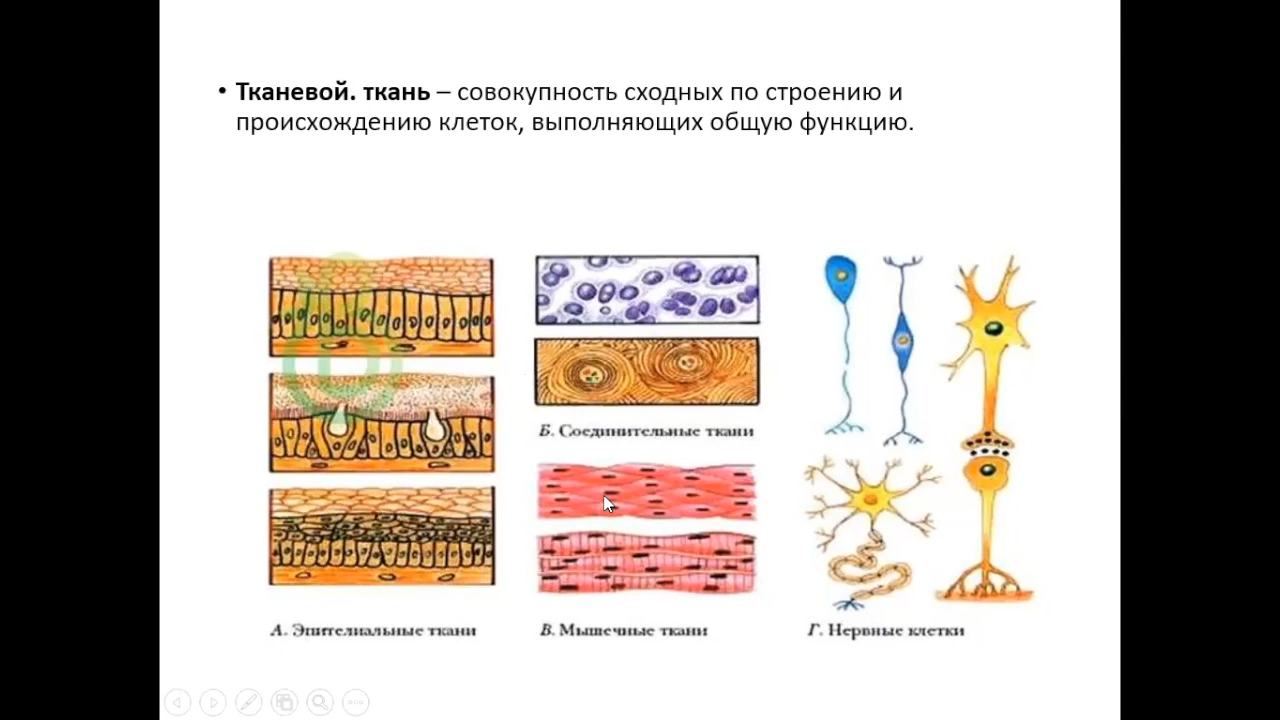 • Тканевой. ткань – совокупность сходных по строению и
происхождению клеток, выполняющих общую функцию.
Б. Соединительные ткани
А. Эпителиальные ткани
В. Мышечные ткани
Г. Нервные клетки